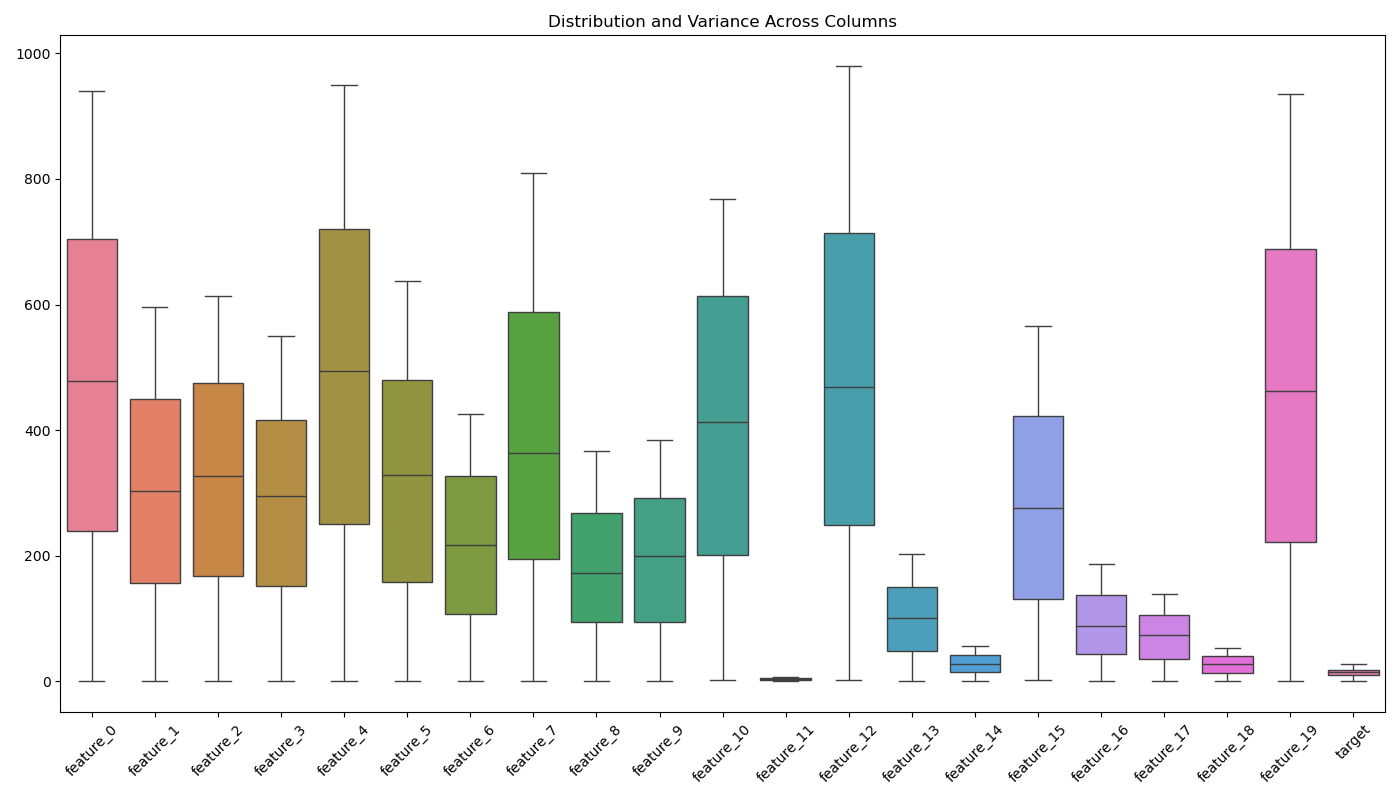 Distribution and Variance Across Columns
1000
800
600
400
200
0
feature_0
feature_1
feature_2
feature_3
feature_4
feature_5
feature_6
feature_7
feature_8
feature_9
feature_10
feature_11
feature_12
feature_13
feature_14
feature_15
feature_16
feature_17
feature_18
feature_19
target